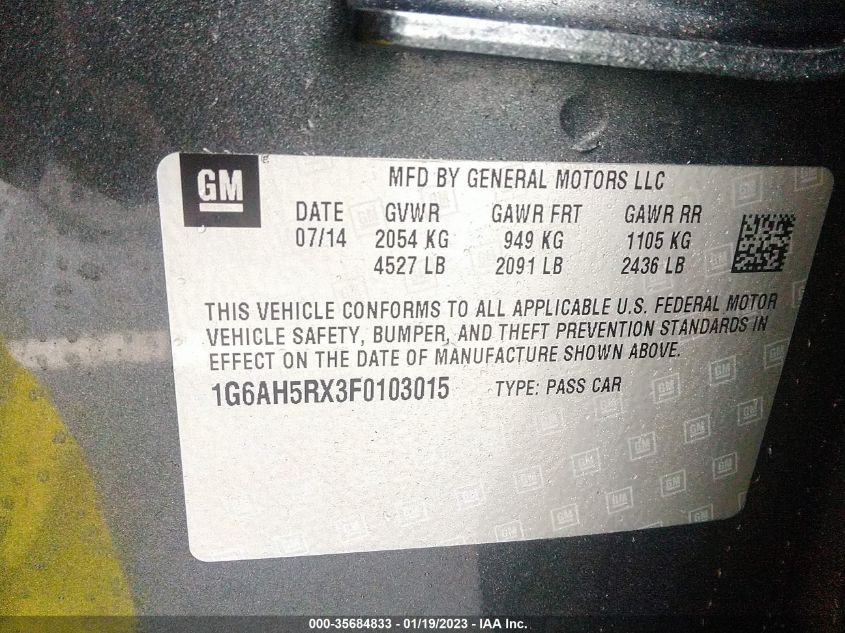 GM
MFD BY GENERAL MOTORS LLC
DATE GVWR GAWR FRT GAWR RR
07/14 2054 KG 949 KG 1105 KG
4527 LB 2091 LB 2436 LB
THIS VEHICLE CONFORMS TO ALL APPLICABLE U.S. FEDERAL MOTOR
VEHICLE SAFETY, BUMPER, AND THEFT PREVENTION STANDARDS IN
EFFECT ON THE DATE OF MANUFACTURE SHOWN ABOVE.
1G6AH5RX3F0103015 TYPE: PASS CAR
000-35684833 - 01/19/2023 - IAA Inc.